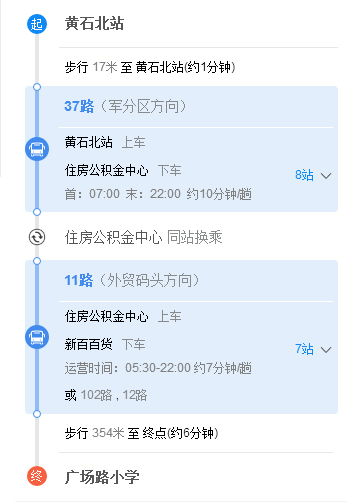 起 黄石北站
步行 17米 至 黄石北站(约1分钟)
37路（军分区方向）
黄石北站 上车
住房公积金中心 下车
8站
首：07:00 末：22:00 约10分钟/趟
住房公积金中心 同站换乘
11路（外贸码头方向）
住房公积金中心 上车
新百百货 下车
7站
运营时间：05:30-22:00 约7分钟/趟
或 102路 , 12路
步行 354米 至 终点(约6分钟)
终 广场路小学